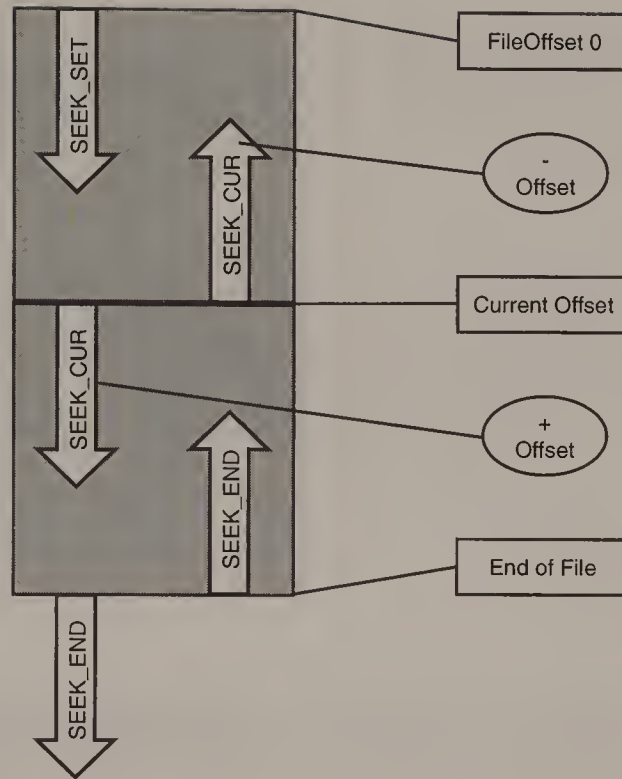 SEEK_SET
FileOffset 0
-
Offset
SEEK_CUR
Current Offset
SEEK_CUR
+
Offset
SEEK_END
End of File
SEEK_END